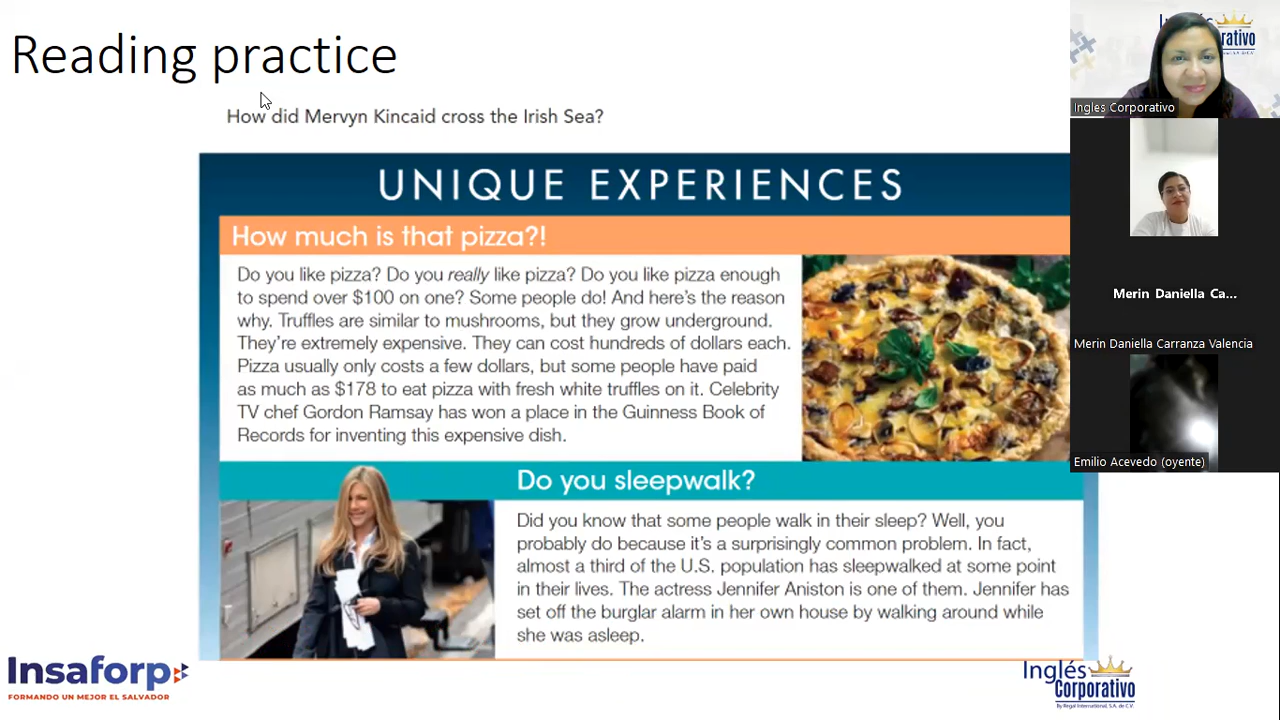 Reading practice
How did Mervyn Kincaid cross the Irish Sea?
UNIQUE EXPERIENCES
How much is that pizza?!
Do you like pizza? Do you really like pizza? Do you like pizza enough
to spend over $100 on one? Some people do! And here's the reason
why. Truffles are similar to mushrooms, but they grow underground.
They're extremely expensive. They can cost hundreds of dollars each.
Pizza usually only costs a few dollars, but some people have paid
as much as $178 to eat pizza with fresh white truffles on it. Celebrity
TV chef Gordon Ramsay has won a place in the Guinness Book of
Records for inventing this expensive dish.
Do you sleepwalk?
Did you know that some people walk in their sleep? Well, you
probably do because it's a surprisingly common problem. In fact,
almost a third of the U.S. population has sleepwalked at some point
in their lives. The actress Jennifer Aniston is one of them. Jennifer has
set off the burglar alarm in her own house by walking around while
she was asleep.
Insaforp
FORMANDO UN MEJOR EL SALVADOR
Inglés
Corporativo
By Regal International, S.A. de C.V.
Ingles Corporativo
Merin Daniella Ca...
Merin Daniella Carranza Valencia
Emilio Acevedo (oyente)